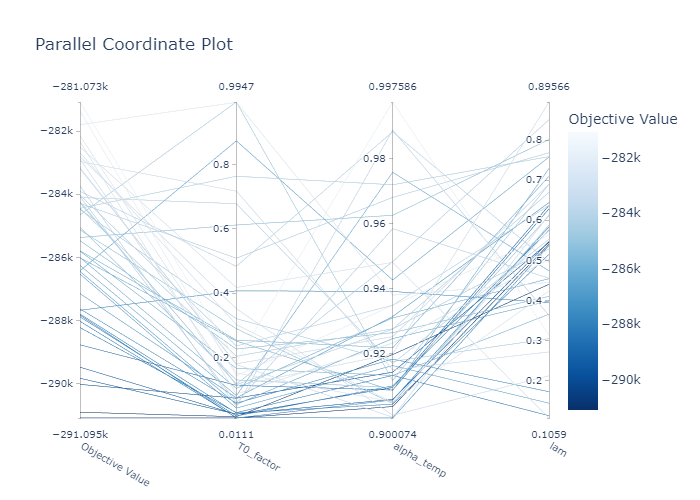 Parallel Coordinate Plot
−281.073k 0.9947 0.997586 0.89566
Objective Value
−282k 0.8 0.98 0.8 −282k
0.7
−284k 0.6 0.96 0.6 −284k
0.5
−286k 0.4 0.94 0.4 −286k
−288k 0.2 0.92 0.3 −288k
−290k 0.2 −290k
−291.095k 0.0111 0.900074 0.1059
Objective Value T0_factor alpha_temp lam